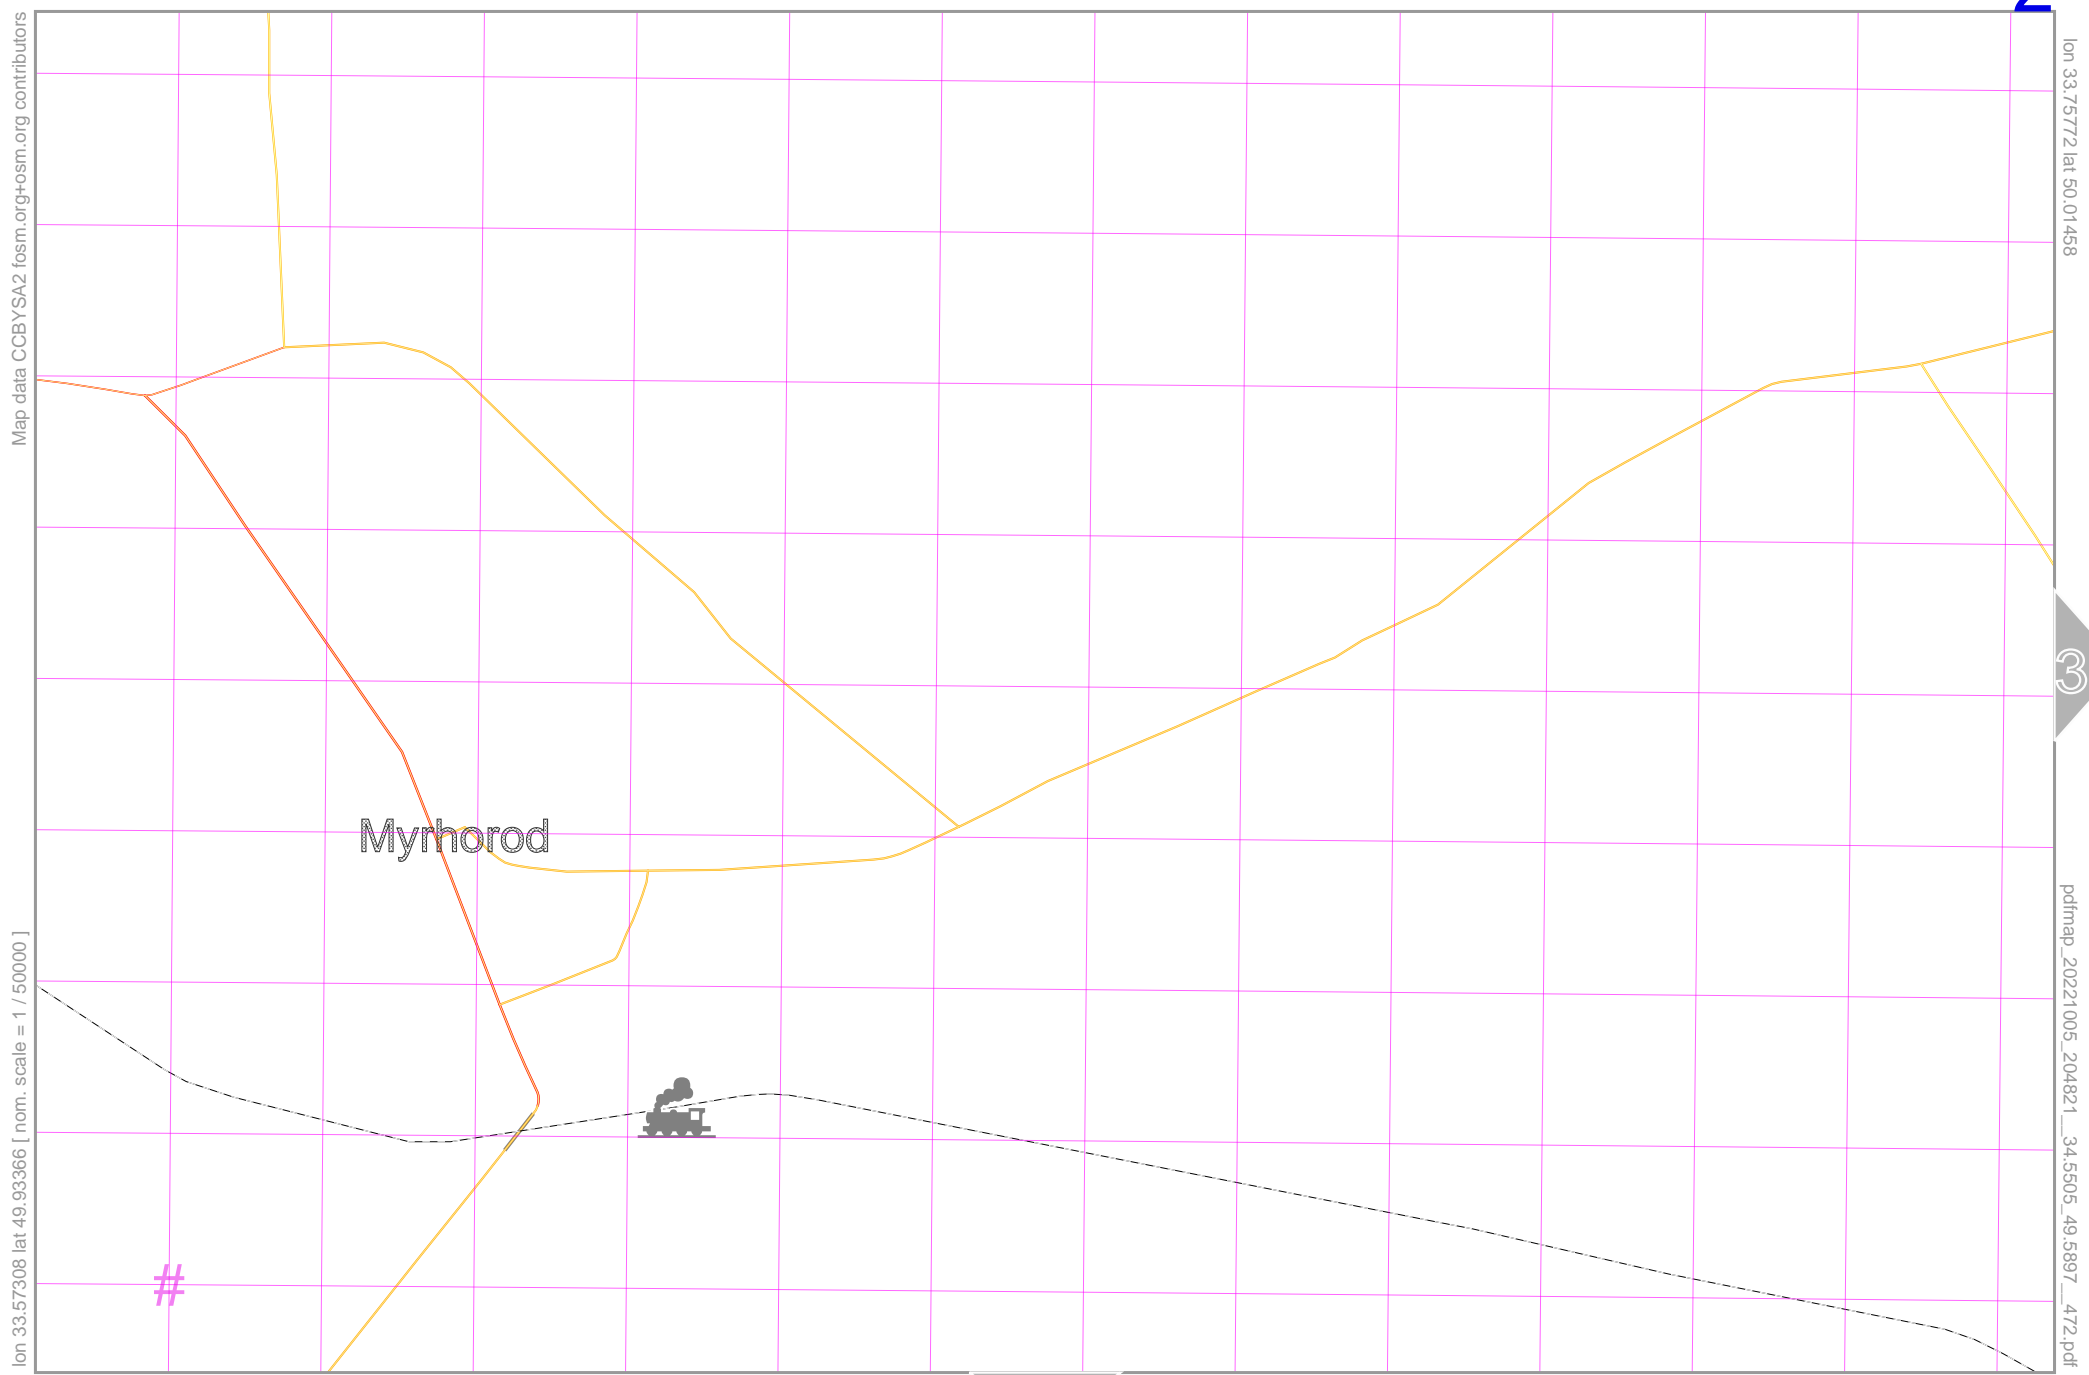 Map data CCBYSA2 fosm.org+osm.org contributors
lon 33.57308 lat 49.93366 [ nom. scale = 1 / 50000 ]
Myrhorod
#
lon 33.75772 lat 50.01458
3
pdfmap_20221005_204821__34.5505_49.5897__472.pdf